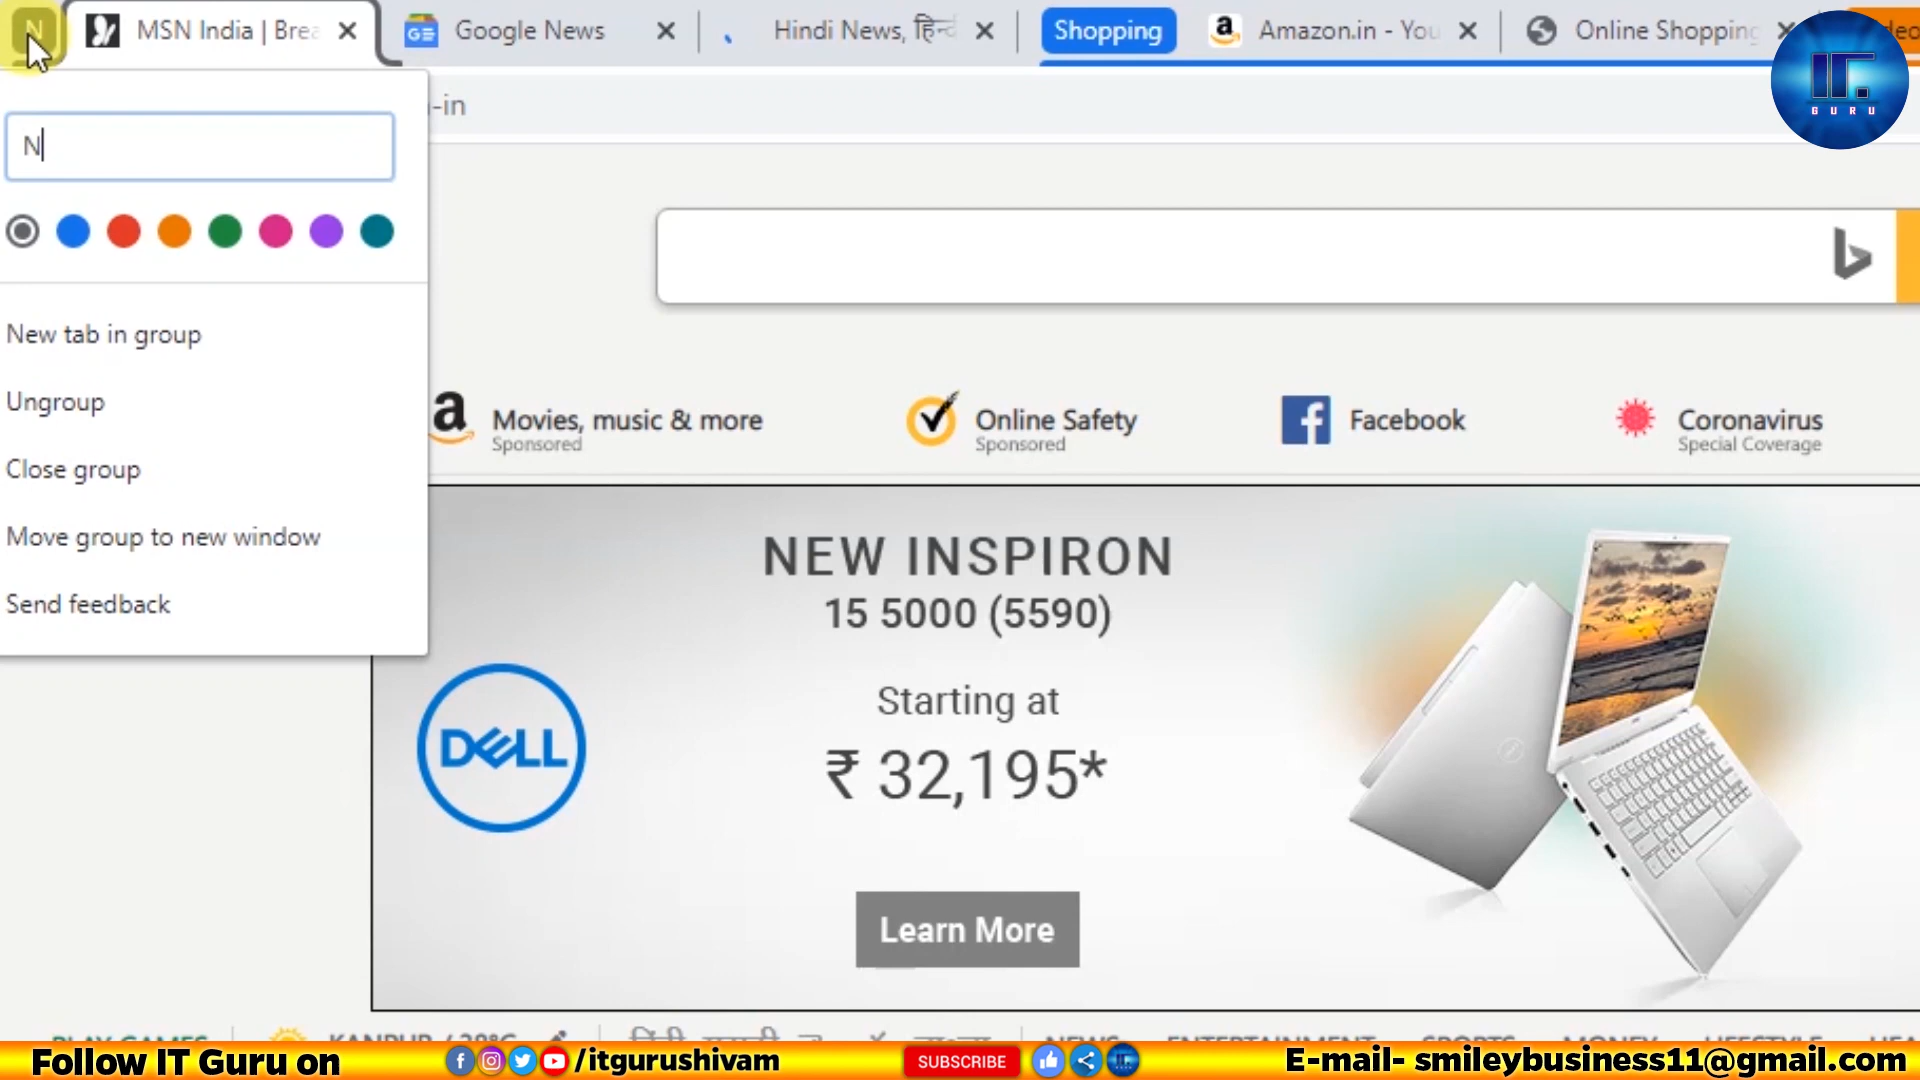 N MSN India | Brea Google News Hindi News, हिन्द Shopping Amazon.in - You Online Shopping
IT.
GURU
-in
N
New tab in group
Ungroup
Close group
Move group to new window
Send feedback
Movies, music & more
Sponsored
Online Safety
Sponsored
Facebook
Coronavirus
Special Coverage
NEW INSPIRON
15 5000 (5590)
Starting at
₹ 32,195*
DELL
Learn More
PLAY GAMES KANPUR / 28°C NEWS ENTERTAINMENT SPORTS MONEY LIFESTYLE
Follow IT Guru on /itgurushivam SUBSCRIBE E-mail- smileybusiness11@gmail.com